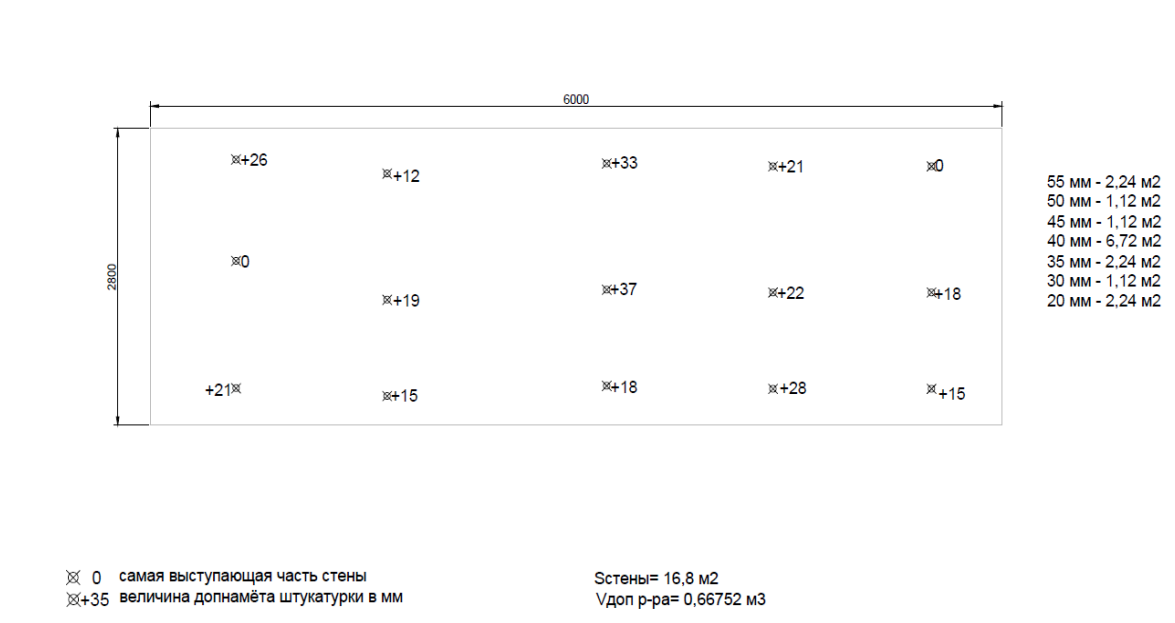 6000
+26
+12
+33
+21
0
55 мм - 2,24 м2
50 мм - 1,12 м2
45 мм - 1,12 м2
40 мм - 6,72 м2
35 мм - 2,24 м2
30 мм - 1,12 м2
20 мм - 2,24 м2
2800
0
+19
+37
+22
+18
+21
+15
+18
+28
+15
0 самая выступающая часть стены
+35 величина допнамёта штукатурки в мм
Sстены= 16,8 м2
Vдоп р-ра= 0,66752 м3